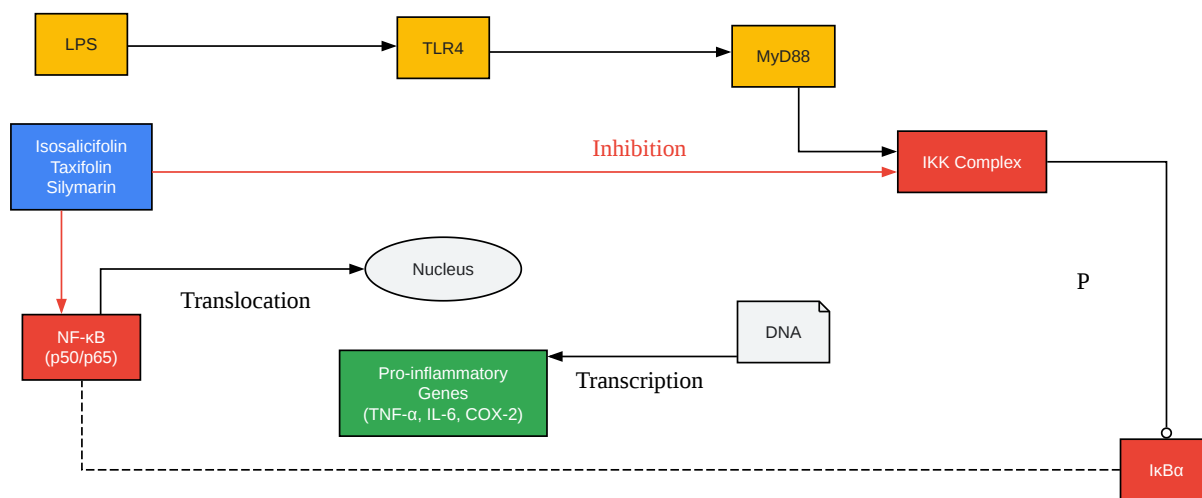 LPS
TLR4
MyD88
Isosalicifolin
Taxifolin
Silymarin
Inhibition
IKK Complex
Nucleus
Translocation
P
NF-κB
(p50/p65)
DNA
Pro-inflammatory
Genes
(TNF-α, IL-6, COX-2)
Transcription
IκBα